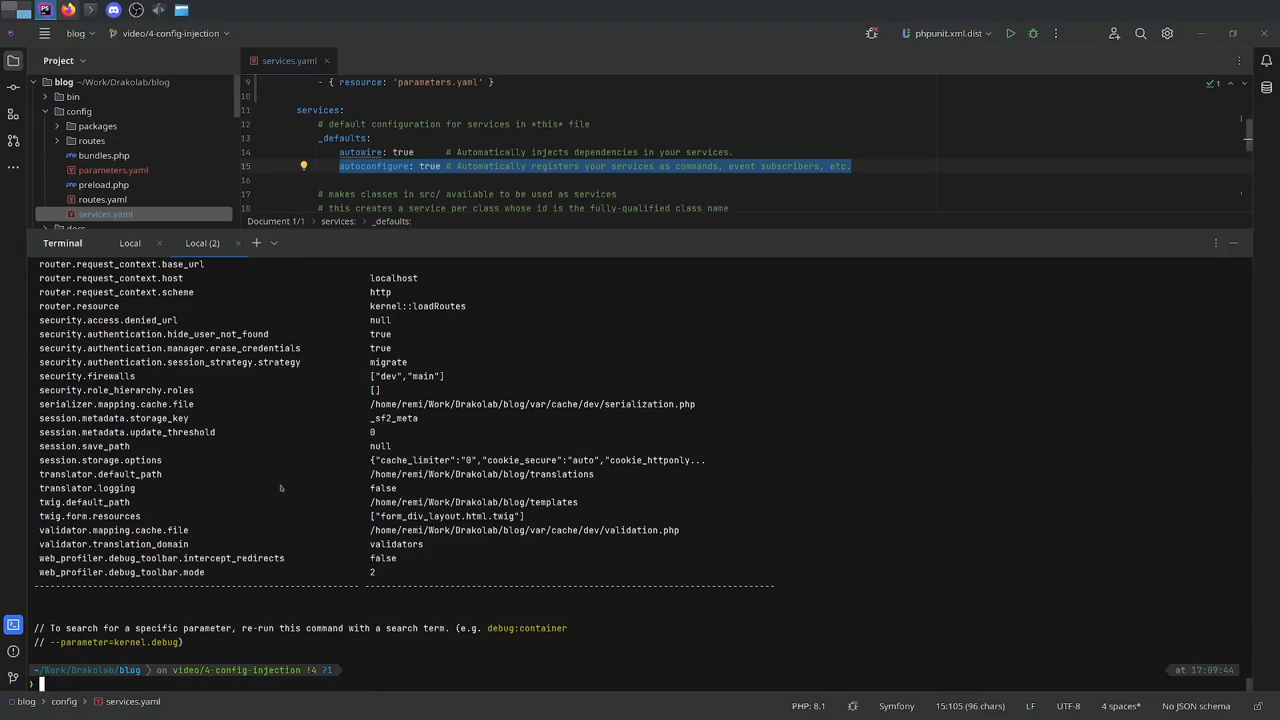 blog
video/4-config-injection
phpunit.xml.dist
Project
services.yaml
blog ~/Work/Drakolab/blog
bin
config
packages
routes
bundles.php
parameters.yaml
preload.php
routes.yaml
services.yaml
9 - { resource: 'parameters.yaml' }
10
11 services:
12 # default configuration for services in *this* file
13 _defaults:
14 autowire: true # Automatically injects dependencies in your services.
15 autoconfigure: true # Automatically registers your services as commands, event subscribers, etc.
16
17 # makes classes in src/ available to be used as services
18 # this creates a service per class whose id is the fully-qualified class name
1
Document 1/1 services: _defaults:
Terminal Local Local (2)
router.request_context.base_url
router.request_context.host localhost
router.request_context.scheme http
router.resource kernel::loadRoutes
security.access.denied_url null
security.authentication.hide_user_not_found true
security.authentication.manager.erase_credentials true
security.authentication.session_strategy.strategy migrate
security.firewalls ["dev","main"]
security.role_hierarchy.roles []
serializer.mapping.cache.file /home/remi/Work/Drakolab/blog/var/cache/dev/serialization.php
session.metadata.storage_key _sf2_meta
session.metadata.update_threshold 0
session.save_path null
session.storage.options {"cache_limiter":"0","cookie_secure":"auto","cookie_httponly...
translator.default_path /home/remi/Work/Drakolab/blog/translations
translator.logging false
twig.default_path /home/remi/Work/Drakolab/blog/templates
twig.form.resources ["form_div_layout.html.twig"]
validator.mapping.cache.file /home/remi/Work/Drakolab/blog/var/cache/dev/validation.php
validator.translation_domain validators
web_profiler.debug_toolbar.intercept_redirects false
web_profiler.debug_toolbar.mode 2
// To search for a specific parameter, re-run this command with a search term. (e.g. debug:container
// --parameter=kernel.debug)
~/Work/Drakolab/blog on video/4-config-injection !4 ?1 at 17:09:44
blog config services.yaml PHP: 8.1 Symfony 15:105 (96 chars) LF UTF-8 4 spaces* No JSON schema